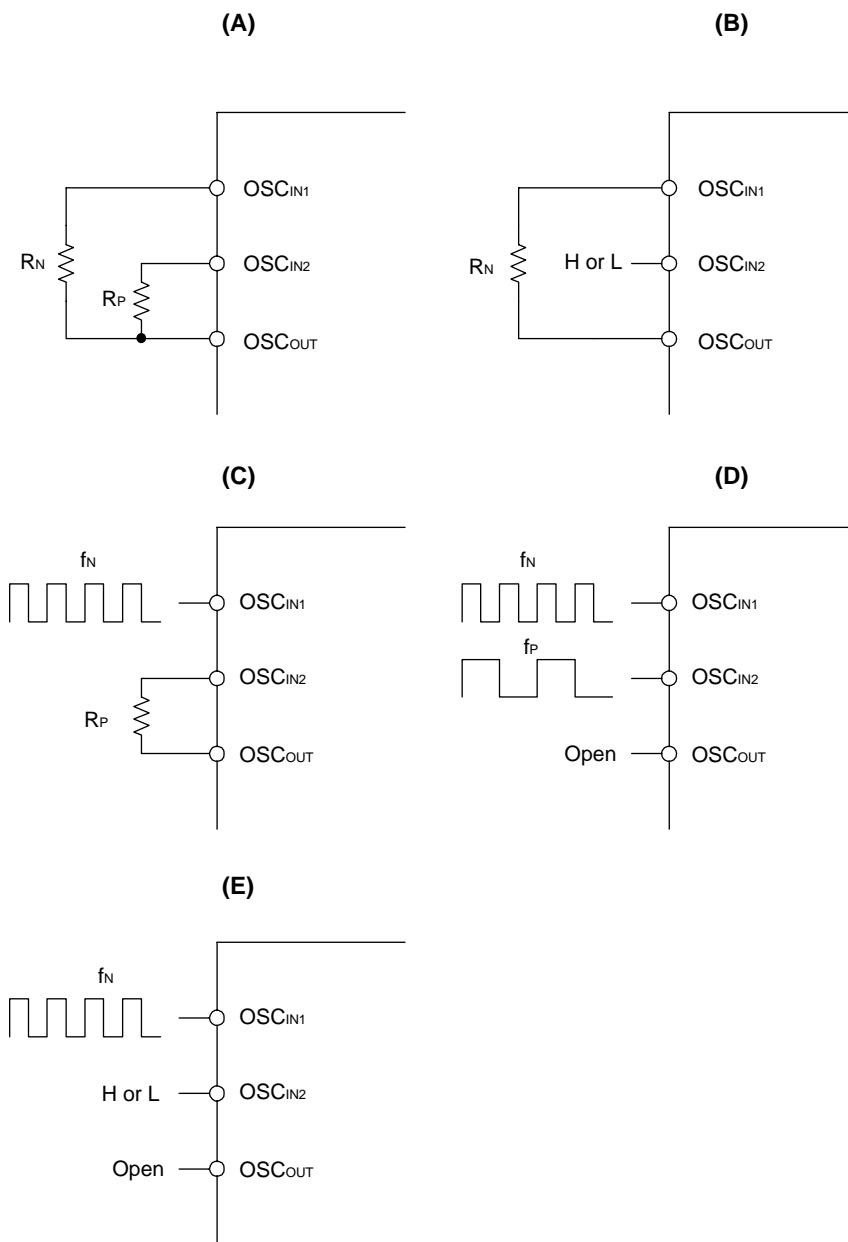 (A)
OSCIN1
RN
OSCIN2
RP
OSCOUT
(B)
OSCIN1
RN
H or L
OSCIN2
OSCOUT
(C)
fN
OSCIN1
OSCIN2
RP
OSCOUT
(D)
fN
OSCIN1
fP
OSCIN2
Open
OSCOUT
(E)
fN
OSCIN1
H or L
OSCIN2
Open
OSCOUT